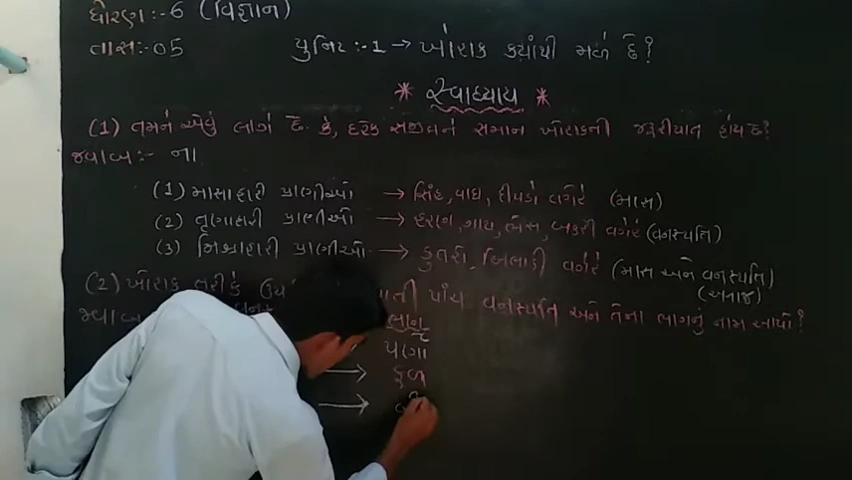 ધોરણ:-6 (વિજ્ઞાન)
તાસ:-05 યુનિટ:-1 → ખોરાક ક્યાંથી મળે છે?
* સ્વાધ્યાય *
(1) તમને એવું લાગે છે કે, દરેક સજીવને સમાન ખોરાકની જરૂરીયાત હોય છે?
જવાબ:- ના
(1) માંસાહારી પ્રાણીઓ → સિંહ, વાઘ, દીપડો વગેરે (માંસ)
(2) તૃણાહારી પ્રાણીઓ → હરણ, ગાય, ભેંસ, બકરી વગેરે (વનસ્પતિ)
(3) મિશ્રાહારી પ્રાણીઓ → કુતરો, બિલાડી વગેરે (માંસ અને વનસ્પતિ)
(અનાજ)
(2) ખોરાક તરીકે પાંચ વનસ્પતિ અને તેના ભાગનું નામ આપો?
જવાબ
ભાગ
પર્ણો
→ ફળ
→